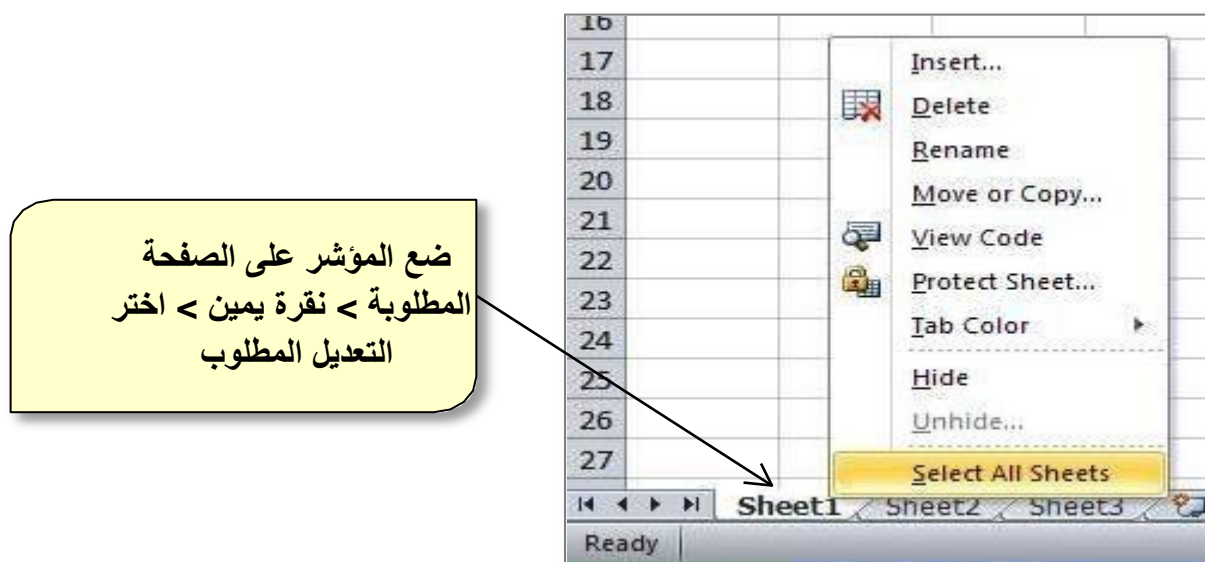 ضع المؤشر على الصفحة
المطلوبة > نقرة يمين > اختر
التعديل المطلوب
16
17
18
19
20
21
22
23
24
25
26
27
Insert...
Delete
Rename
Move or Copy...
View Code
Protect Sheet...
Tab Color
Hide
Unhide...
Select All Sheets
Sheet1 Sheet2 Sheet3
Ready